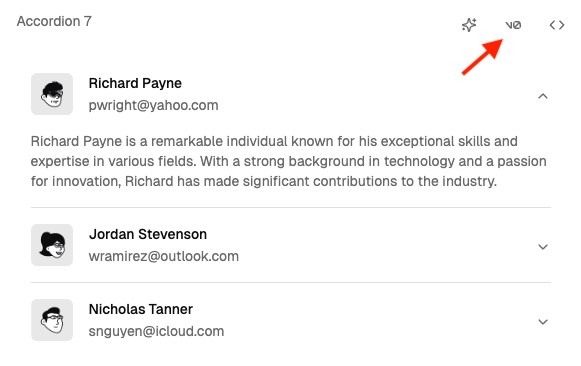 Accordion 7
v0
Richard Payne
pwright@yahoo.com
Richard Payne is a remarkable individual known for his exceptional skills and
expertise in various fields. With a strong background in technology and a passion
for innovation, Richard has made significant contributions to the industry.
Jordan Stevenson
wramirez@outlook.com
Nicholas Tanner
snguyen@icloud.com